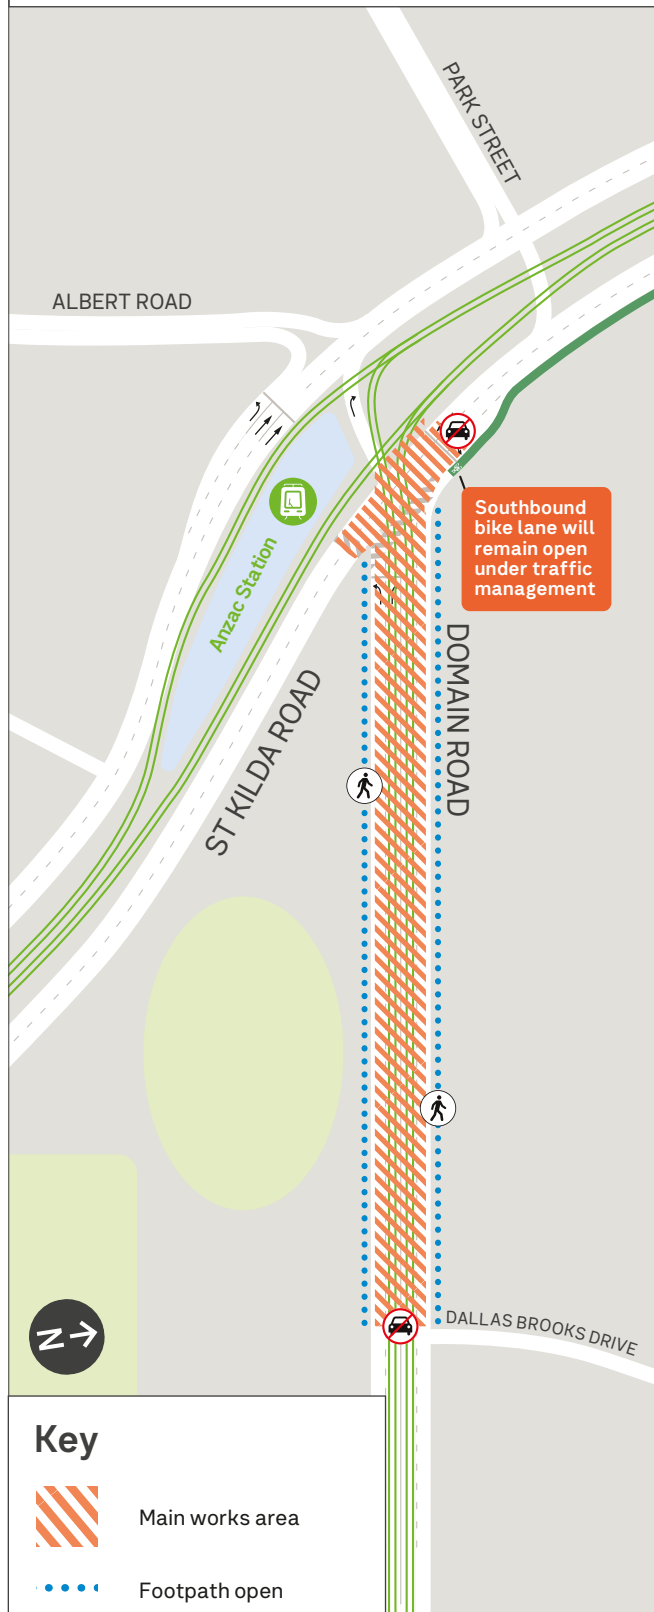 PARK STREET
ALBERT ROAD
Southbound
bike lane will
remain open
under traffic
management
Anzac Station
DOMAIN ROAD
ST KILDA ROAD
DALLAS BROOKS DRIVE
N
Key
Main works area
Footpath open